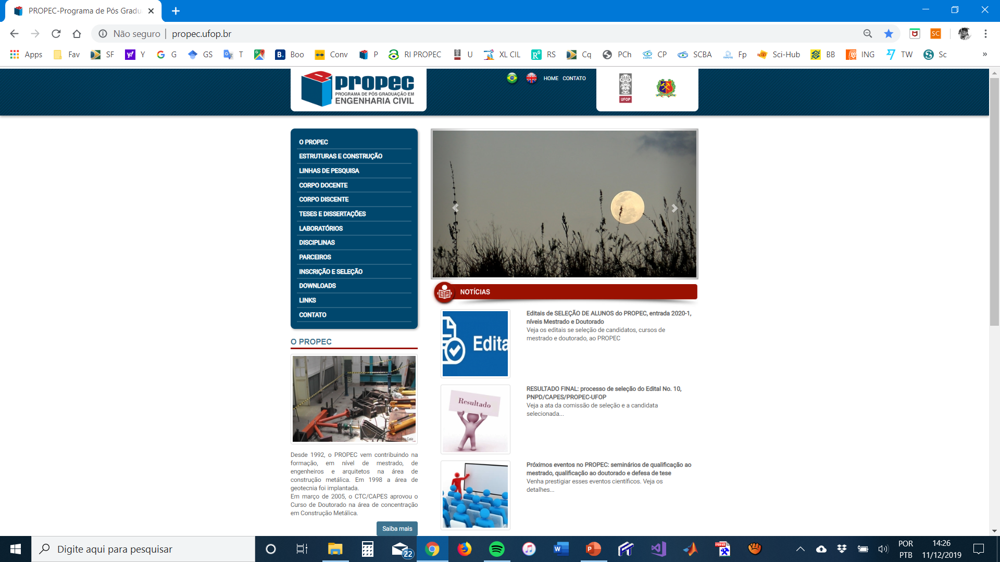 PROPEC-Programa de Pós Gradu
Não seguro | propec.ufop.br
SC
Apps Fav SF Y G GS T Boo Conv P RI PROPEC U XL CIL RS Cq PCh CP SCBA Fp Sci-Hub BB ING TW Sc »
propec
PROGRAMA DE PÓS GRADUAÇÃO EM
ENGENHARIA CIVIL
HOME CONTATO
UFOP
O PROPEC
ESTRUTURAS E CONSTRUÇÃO
LINHAS DE PESQUISA
CORPO DOCENTE
CORPO DISCENTE
TESES E DISSERTAÇÕES
LABORATÓRIOS
DISCIPLINAS
PARCEIROS
INSCRIÇÃO E SELEÇÃO
DOWNLOADS
LINKS
CONTATO
O PROPEC
Desde 1992, o PROPEC vem contribuindo na
formação, em nível de mestrado, de
engenheiros e arquitetos na área de
construção metálica. Em 1998 a área de
geotecnia foi implantada.
Em março de 2005, o CTC/CAPES aprovou o
Curso de Doutorado na área de concentração
em Construção Metálica.
Saiba mais
NOTÍCIAS
Edita
Editais de SELEÇÃO DE ALUNOS do PROPEC, entrada 2020-1,
níveis Mestrado e Doutorado
Veja os editais se seleção de candidatos, cursos de
mestrado e doutorado, ao PROPEC
Resultado
RESULTADO FINAL: processo de seleção do Edital No. 10,
PNPD/CAPES/PROPEC-UFOP
Veja a ata da comissão de seleção e a candidata
selecionada...
Próximos eventos no PROPEC: seminários de qualificação ao
mestrado, qualificação ao doutorado e defesa de tese
Venha prestigiar esses eventos científicos. Veja os
detalhes...
Digite aqui para pesquisar
22
POR
PTB
14:26
11/12/2019